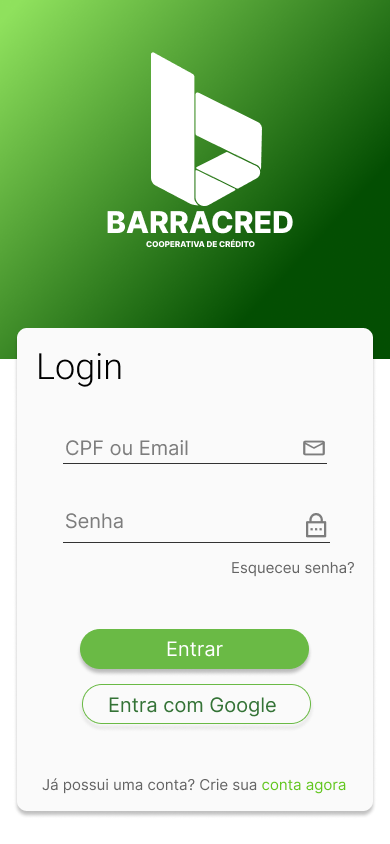 BARRACRED
COOPERATIVA DE CRÉDITO
Login
CPF ou Email
Senha
Esqueceu senha?
Entrar
Entra com Google
Já possui uma conta? Crie sua conta agora